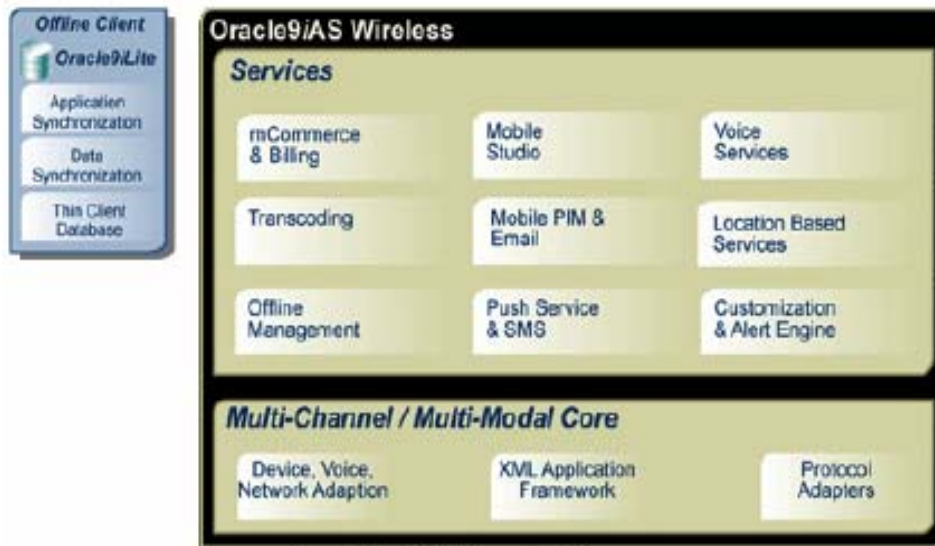 Offline Client
Oracle9iLite
Application
Synchronization
Data
Synchronization
Thin Client
Database
Oracle9iAS Wireless
Services
mCommerce
& Billing
Mobile
Studio
Voice
Services
Transcoding
Mobile PIM &
Email
Location Based
Services
Offline
Management
Push Service
& SMS
Customization
& Alert Engine
Multi-Channel / Multi-Modal Core
Device, Voice,
Network Adaption
XML Application
Framework
Protocol
Adapters